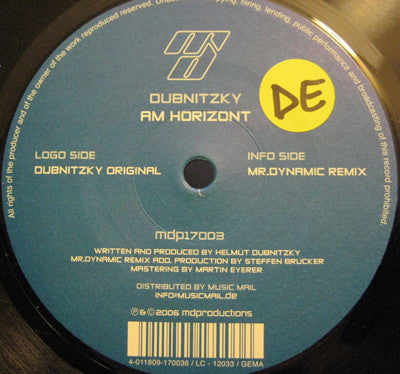 All rights of the producer and of the owner of the work reproduced reserved. Unauthorised copying, hiring, lending, public performance and broadcasting of this record prohibited.
DUBNITZKY
AM HORIZONT
DE
LOGO SIDE
DUBNITZKY ORIGINAL
INFO SIDE
MR.DYNAMIC REMIX
mdp17003
WRITTEN AND PRODUCED BY HELMUT DUBNITZKY
MR.DYNAMIC REMIX ADD. PRODUCTION BY STEFFEN BRUCKER
MASTERING BY MARTIN EYERER
DISTRIBUTED BY MUSIC MAIL
INFO@MUSICMAIL.de
℗ & © 2006 mdproductions
4-011809-170036 / LC - 12033 / GEMA